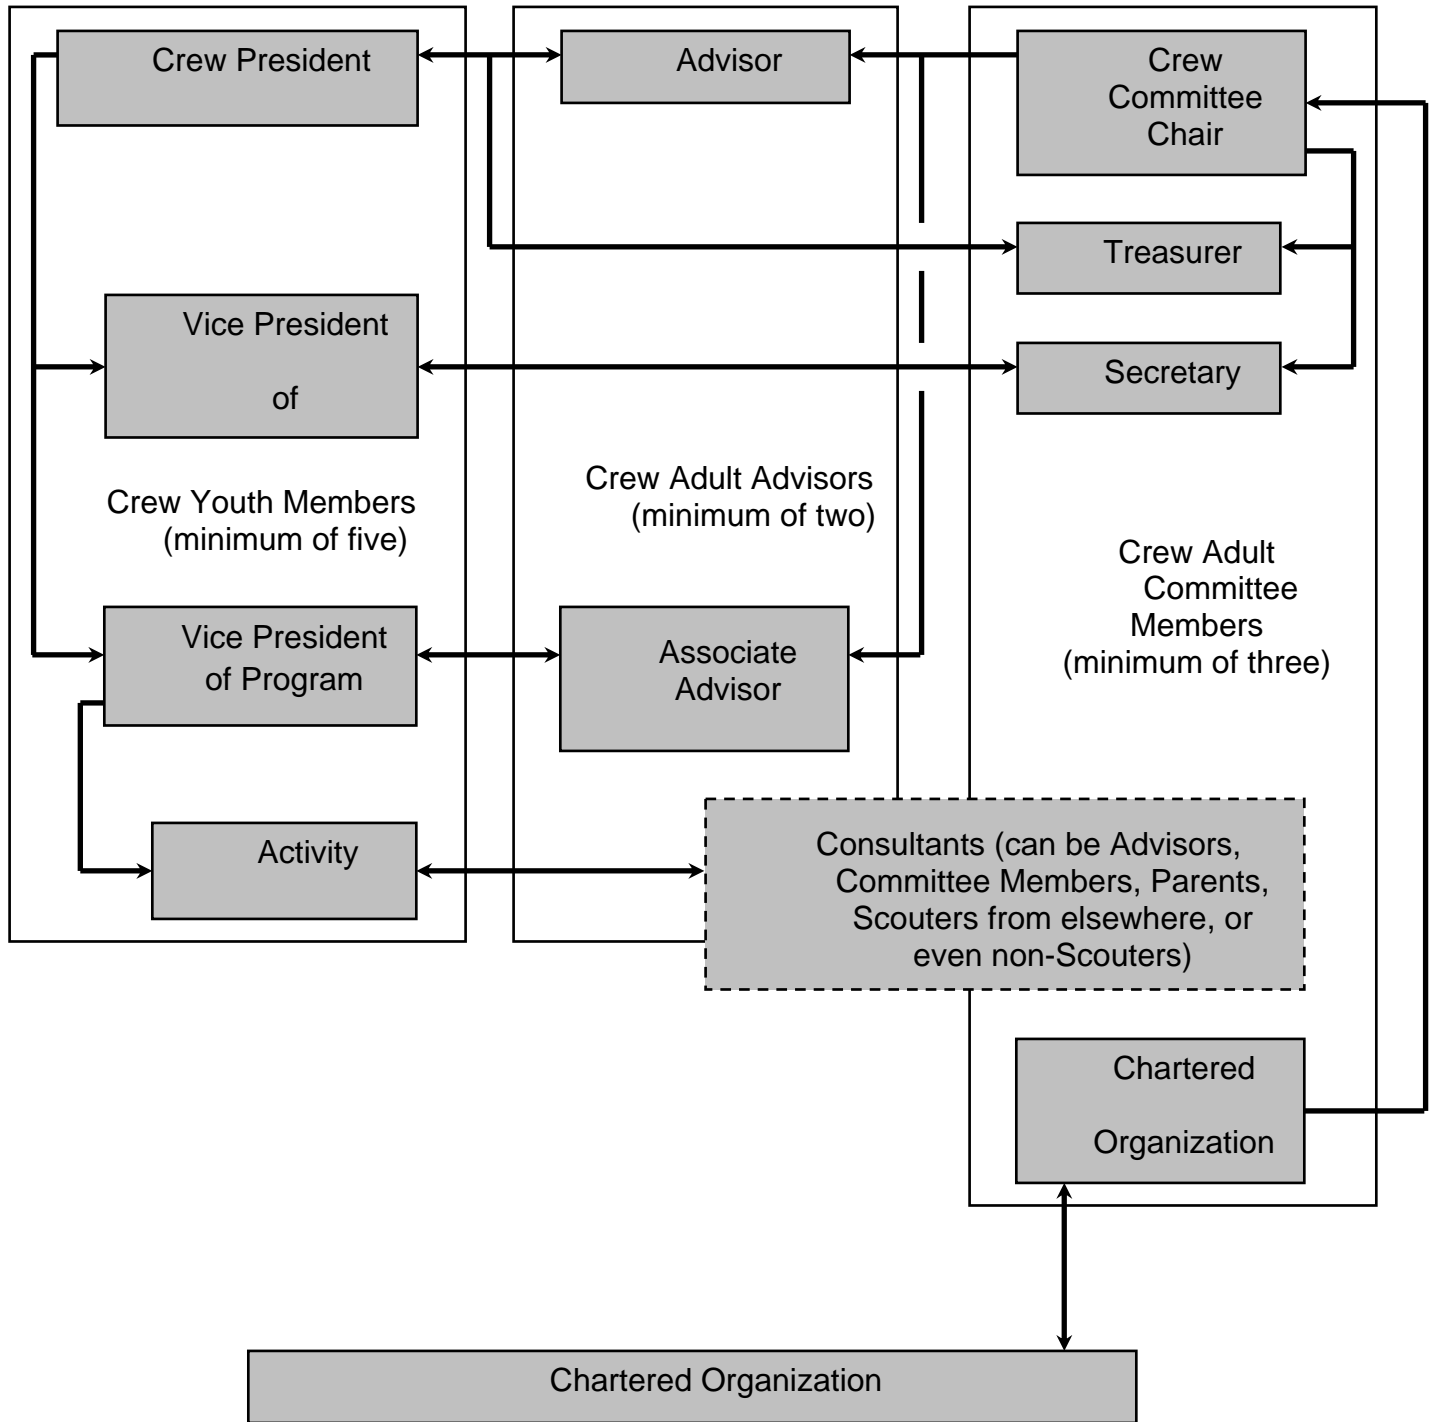 Crew President
Advisor
Crew
Committee
Chair
Treasurer
Vice President
of
Secretary
Crew Youth Members
(minimum of five)
Crew Adult Advisors
(minimum of two)
Crew Adult
Committee
Members
(minimum of three)
Vice President
of Program
Associate
Advisor
Activity
Consultants (can be Advisors,
Committee Members, Parents,
Scouters from elsewhere, or
even non-Scouters)
Chartered
Organization
Chartered Organization